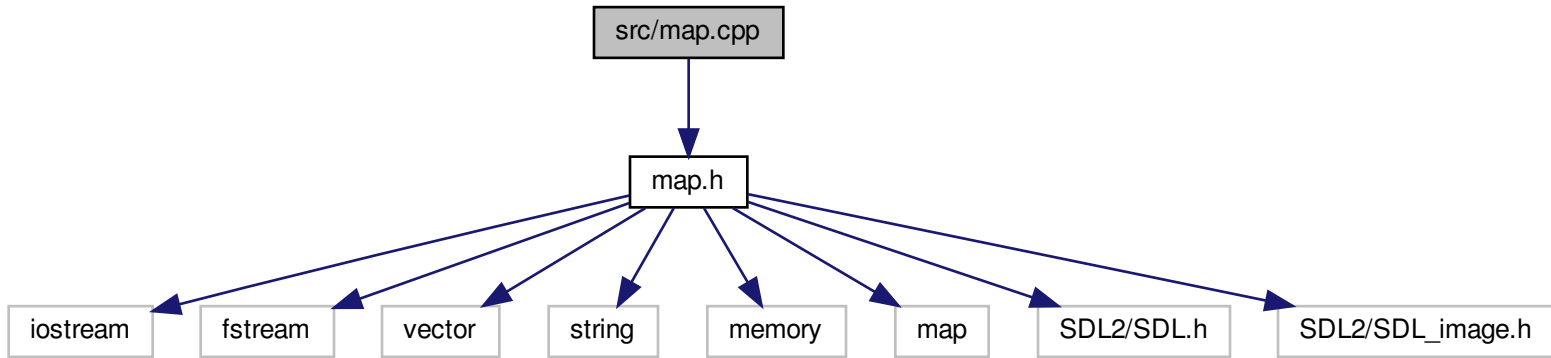 src/map.cpp
map.h
iostream
fstream
vector
string
memory
map
SDL2/SDL.h
SDL2/SDL_image.h